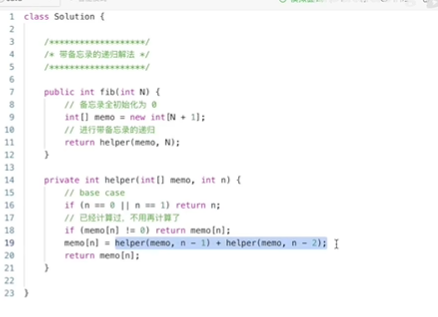 1 class Solution {
2
3 /*******************/
4 /* 带备忘录的递归解法 */
5 /*******************/
6
7 public int fib(int N) {
8 // 备忘录全初始化为 0
9 int[] memo = new int[N + 1];
10 // 进行带备忘录的递归
11 return helper(memo, N);
12 }
13
14 private int helper(int[] memo, int n) {
15 // base case
16 if (n == 0 || n == 1) return n;
17 // 已经计算过，不用再计算了
18 if (memo[n] != 0) return memo[n];
19 memo[n] = helper(memo, n - 1) + helper(memo, n - 2);
20 return memo[n];
21 }
22
23 }